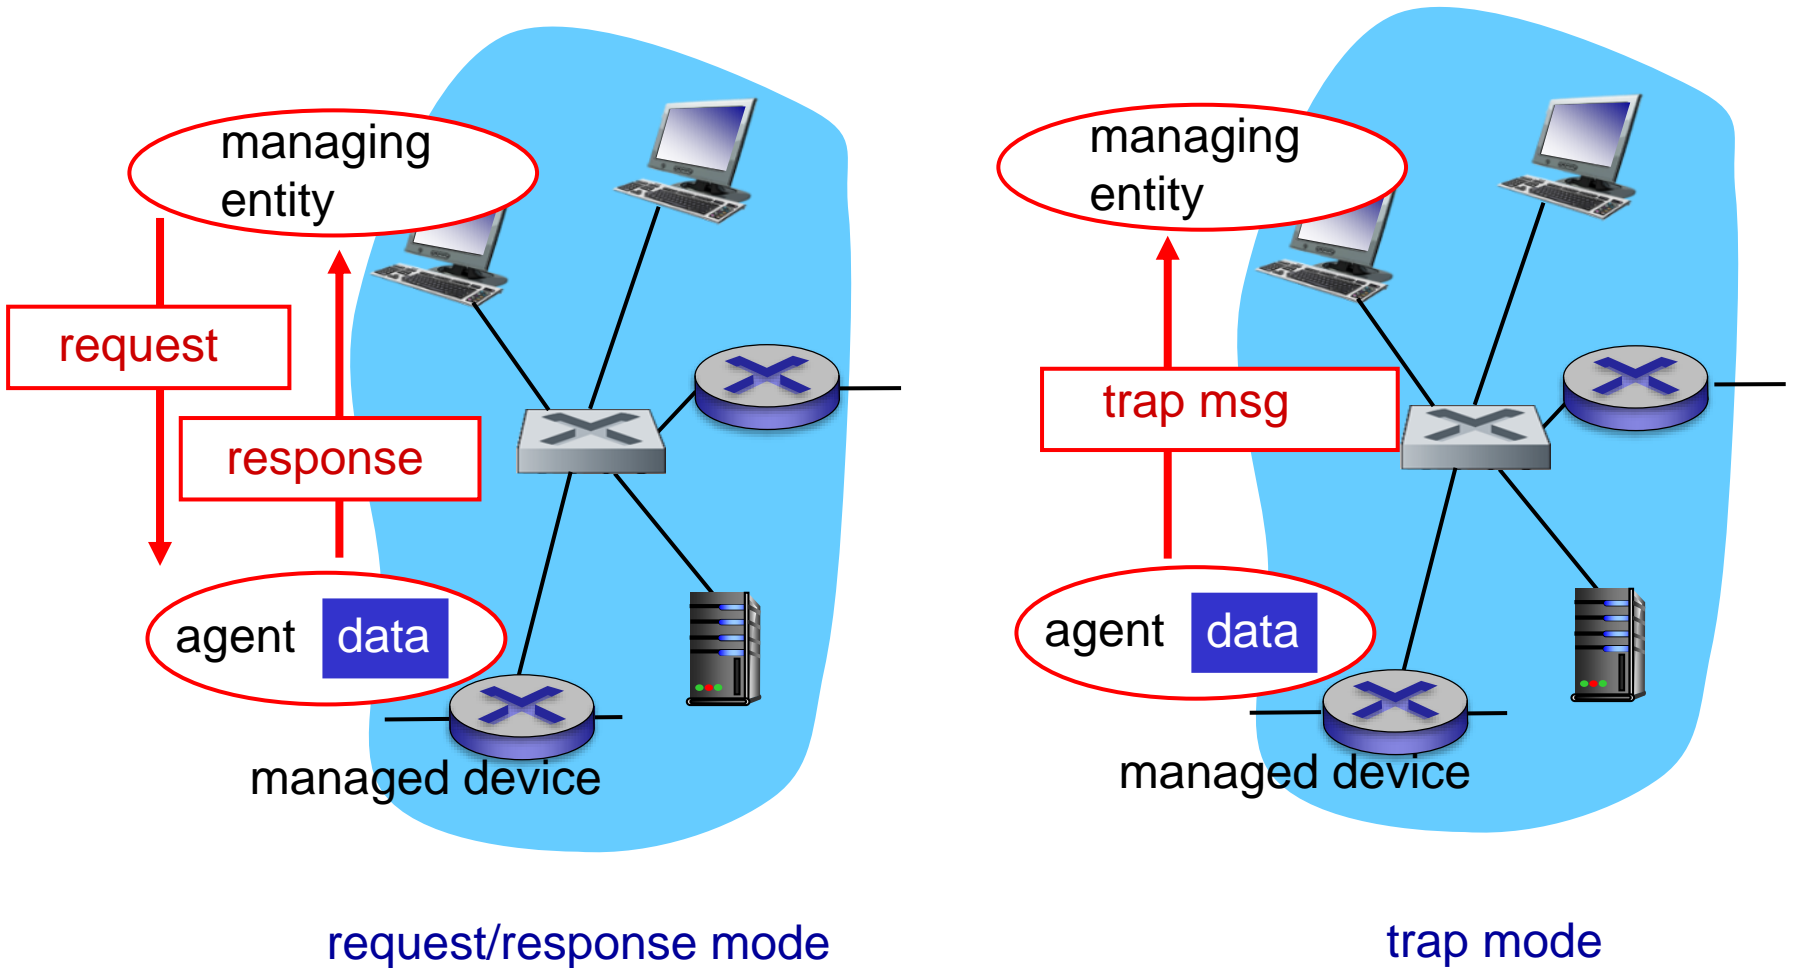 managing
entity
request
response
agent data
managed device
request/response mode
managing
entity
trap msg
agent data
managed device
trap mode